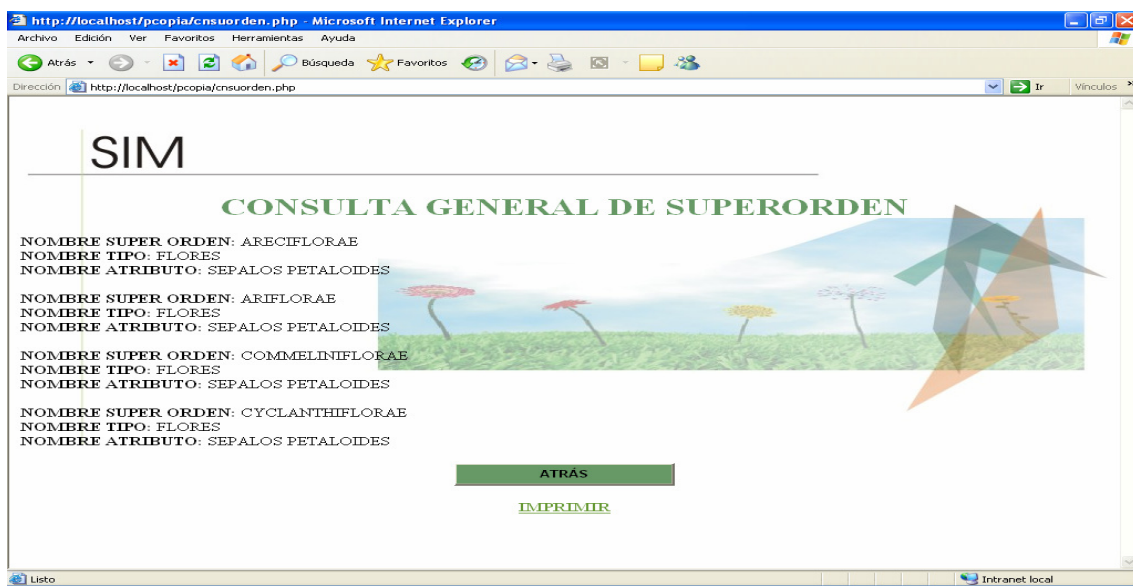 http://localhost/pcopia/cnsuorden.php - Microsoft Internet Explorer
Archivo Edición Ver Favoritos Herramientas Ayuda
Atrás Búsqueda Favoritos
Dirección http://localhost/pcopia/cnsuorden.php Ir Vínculos »
SIM
CONSULTA GENERAL DE SUPERORDEN
NOMBRE SUPER ORDEN: ARECIFLORAE
NOMBRE TIPO: FLORES
NOMBRE ATRIBUTO: SEPALOS PETALOIDES
NOMBRE SUPER ORDEN: ARIFLORAE
NOMBRE TIPO: FLORES
NOMBRE ATRIBUTO: SEPALOS PETALOIDES
NOMBRE SUPER ORDEN: COMMELINIFLORAE
NOMBRE TIPO: FLORES
NOMBRE ATRIBUTO: SEPALOS PETALOIDES
NOMBRE SUPER ORDEN: CYCLANTHIFLORAE
NOMBRE TIPO: FLORES
NOMBRE ATRIBUTO: SEPALOS PETALOIDES
ATRÁS
IMPRIMIR
Listo Intranet local